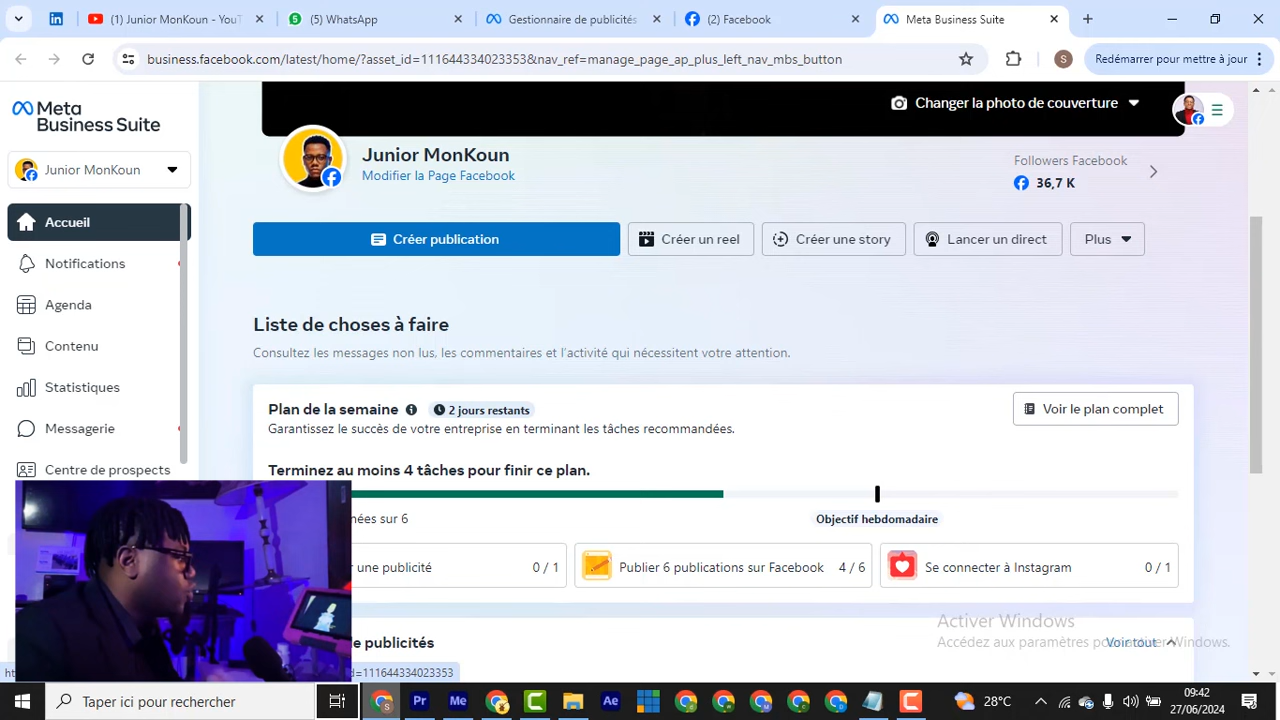 (1) Junior MonKoun - YouT
(5) WhatsApp
Gestionnaire de publicités
(2) Facebook
Meta Business Suite
business.facebook.com/latest/home/?asset_id=111644334023353&nav_ref=manage_page_ap_plus_left_nav_mbs_button
S
Redémarrer pour mettre à jour
Meta
Business Suite
Junior MonKoun
Accueil
Notifications
Agenda
Contenu
Statistiques
Messagerie
Centre de prospects
Changer la photo de couverture
Junior MonKoun
Modifier la Page Facebook
Followers Facebook
36,7 K
Créer publication
Créer un reel
Créer une story
Lancer un direct
Plus
Liste de choses à faire
Consultez les messages non lus, les commentaires et l'activité qui nécessitent votre attention.
Plan de la semaine
2 jours restants
Voir le plan complet
Garantissez le succès de votre entreprise en terminant les tâches recommandées.
Terminez au moins 4 tâches pour finir ce plan.
nées sur 6
Objectif hebdomadaire
r une publicité 0 / 1
Publier 6 publications sur Facebook 4 / 6
Se connecter à Instagram 0 / 1
de publicités
Voir tout
Activer Windows
Accédez aux paramètres pour activer Windows.
d=111644334023353
Taper ici pour rechercher
Pr
Me
Ae
28°C
09:42
27/06/2024